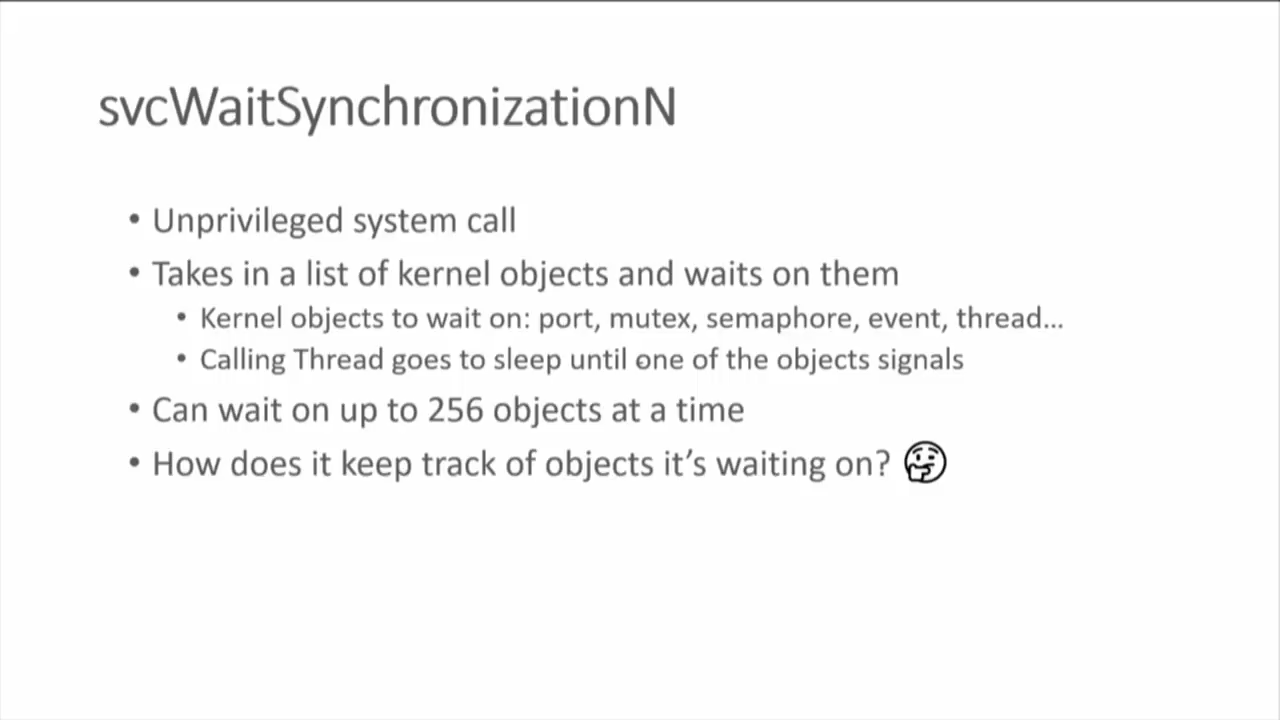 svcWaitSynchronizationN
• Unprivileged system call
• Takes in a list of kernel objects and waits on them
• Kernel objects to wait on: port, mutex, semaphore, event, thread...
• Calling Thread goes to sleep until one of the objects signals
• Can wait on up to 256 objects at a time
• How does it keep track of objects it’s waiting on? 🤔